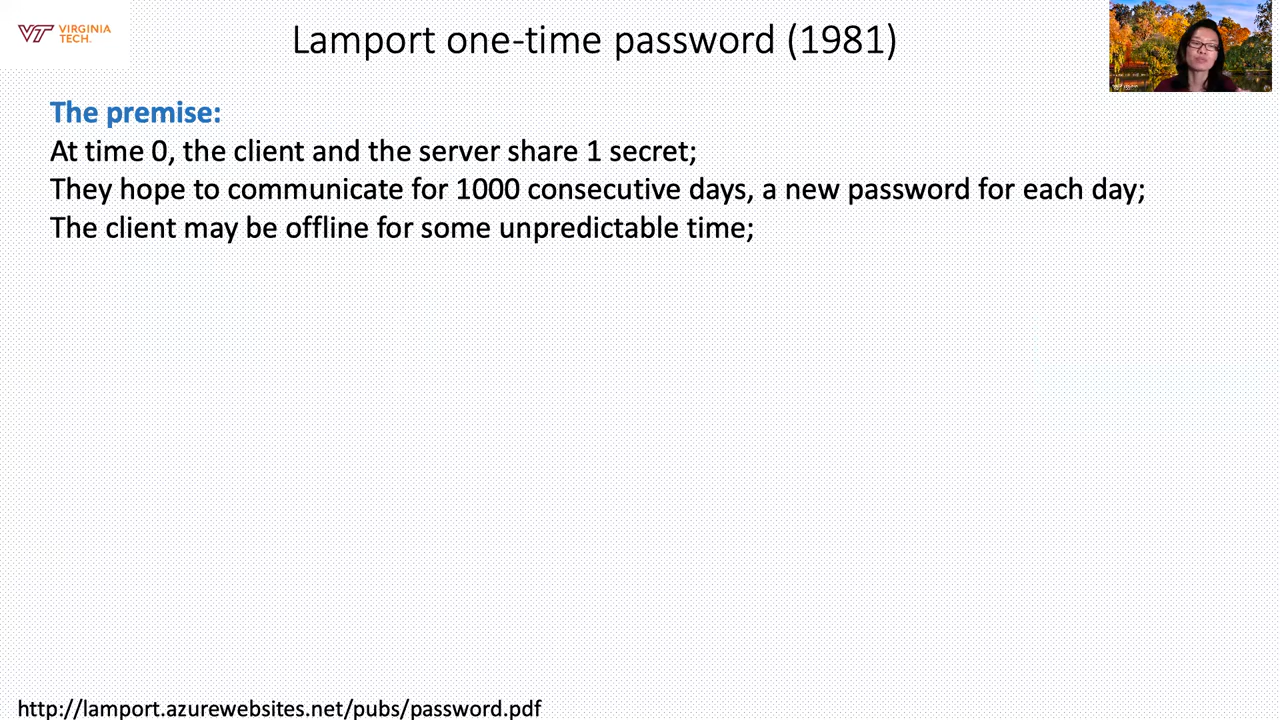 VT VIRGINIA
TECH.
Lamport one-time password (1981)
The premise:
At time 0, the client and the server share 1 secret;
They hope to communicate for 1000 consecutive days, a new password for each day;
The client may be offline for some unpredictable time;
http://lamport.azurewebsites.net/pubs/password.pdf